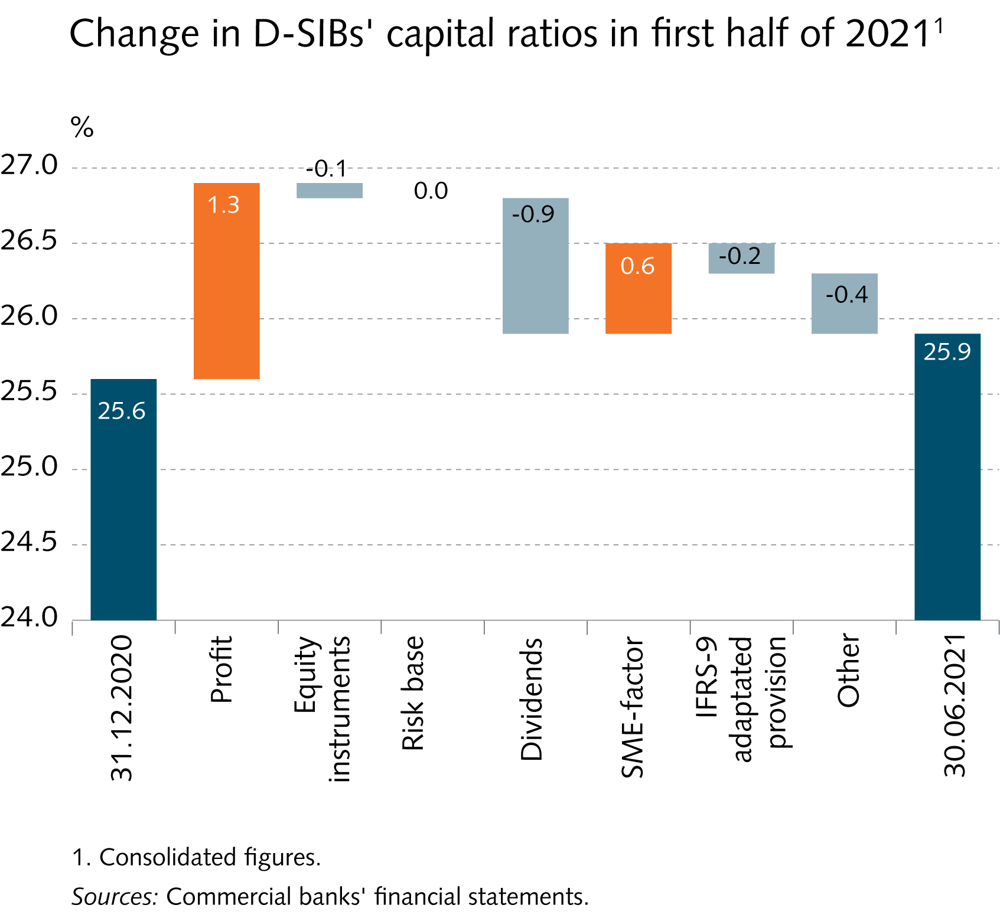 Change in D-SIBs' capital ratios in first half of 2021¹
%
27.0
26.5
26.0
25.5
25.0
24.5
24.0
25.6
1.3
-0.1
0.0
-0.9
0.6
-0.2
-0.4
25.9
31.12.2020
Profit
Equity
instruments
Risk base
Dividends
SME-factor
IFRS-9
adaptated
provision
Other
30.06.2021
1. Consolidated figures.
Sources: Commercial banks' financial statements.